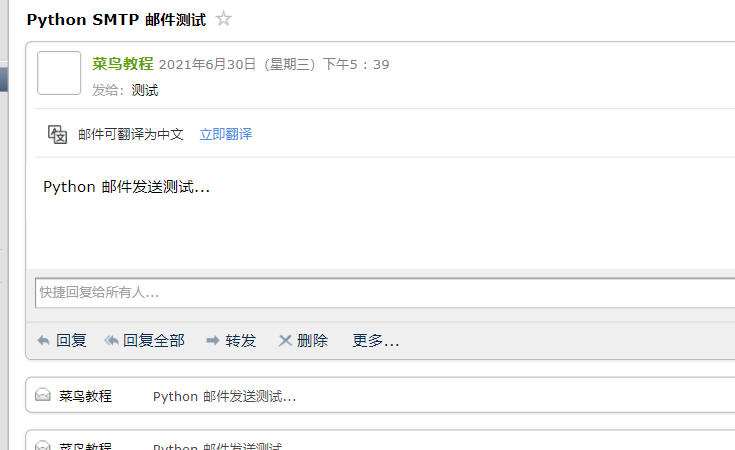 Python SMTP 邮件测试
菜鸟教程 2021年6月30日（星期三）下午5：39
发给：测试
邮件可翻译为中文 立即翻译
Python 邮件发送测试...
快捷回复给所有人...
回复 回复全部 转发 删除 更多...
菜鸟教程 Python 邮件发送测试...
菜鸟教程 Python 邮件发送测试...